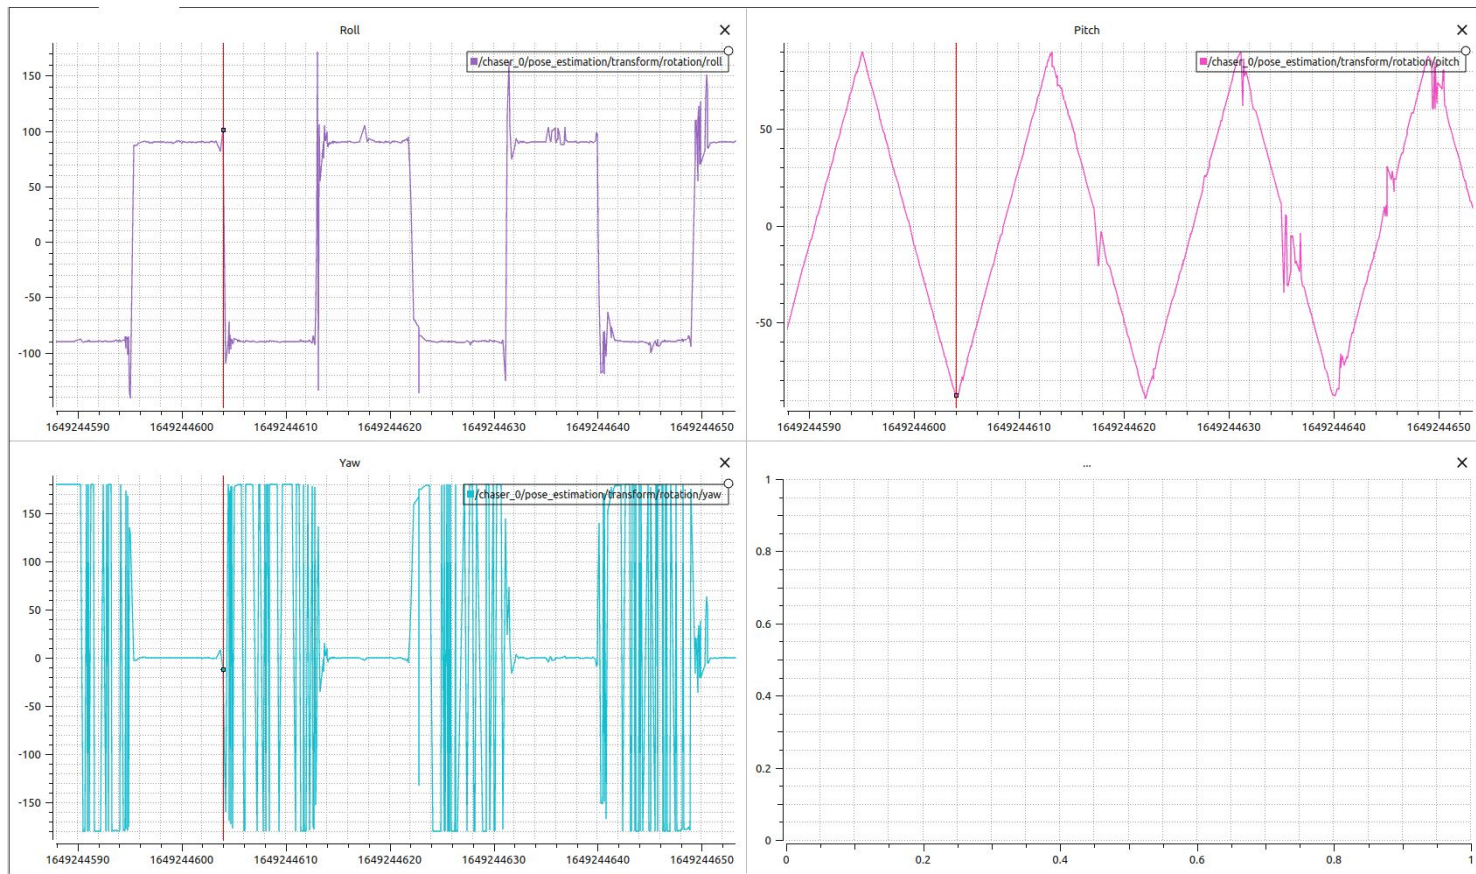 Roll
/chaser_0/pose_estimation/transform/rotation/roll
150
100
50
0
-50
-100
1649244590 1649244600 1649244610 1649244620 1649244630 1649244640 1649244650
Pitch
/chaser_0/pose_estimation/transform/rotation/pitch
50
0
-50
1649244590 1649244600 1649244610 1649244620 1649244630 1649244640 1649244650
Yaw
/chaser_0/pose_estimation/transform/rotation/yaw
150
100
50
0
-50
-100
-150
1649244590 1649244600 1649244610 1649244620 1649244630 1649244640 1649244650
...
1
0.8
0.6
0.4
0.2
0
0 0.2 0.4 0.6 0.8 1